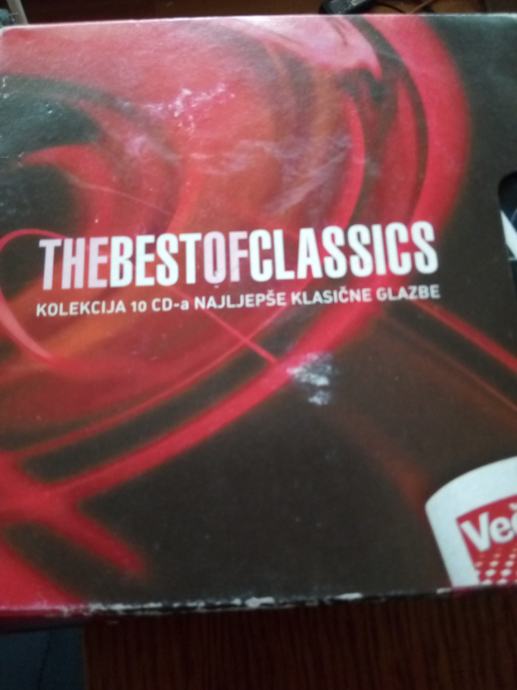 THEBESTOFCLASSICS
KOLEKCIJA 10 CD-a NAJLJEPŠE KLASIČNE GLAZBE